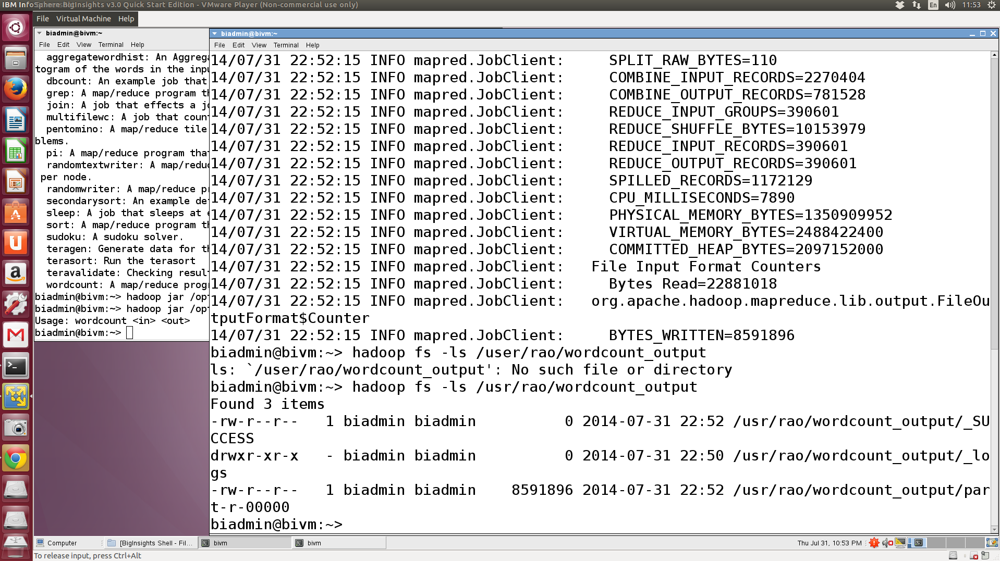 IBM InfoSphere BigInsights v3.0 Quick Start Edition - VMware Player (Non-commercial use only)
En
11:53
File Virtual Machine Help
biadmin@bivm:~
File Edit View Terminal Help
aggregatewordhist: An Aggrega
togram of the words in the inpu
dbcount: An example job that
grep: A map/reduce program th
join: A job that effects a jo
multifilewc: A job that count
pentomino: A map/reduce tile
blems.
pi: A map/reduce program that
randomtextwriter: A map/reduc
per node.
randomwriter: A map/reduce pr
secondarysort: An example def
sleep: A job that sleeps at e
sort: A map/reduce program th
sudoku: A sudoku solver.
teragen: Generate data for th
terasort: Run the terasort
teravalidate: Checking result
wordcount: A map/reduce progr
biadmin@bivm:~> hadoop jar /opt
biadmin@bivm:~> hadoop jar /opt
Usage: wordcount <in> <out>
biadmin@bivm:~>
biadmin@bivm:~
File Edit View Terminal Help
14/07/31 22:52:15 INFO mapred.JobClient:     SPLIT_RAW_BYTES=110
14/07/31 22:52:15 INFO mapred.JobClient:     COMBINE_INPUT_RECORDS=2270404
14/07/31 22:52:15 INFO mapred.JobClient:     COMBINE_OUTPUT_RECORDS=781528
14/07/31 22:52:15 INFO mapred.JobClient:     REDUCE_INPUT_GROUPS=390601
14/07/31 22:52:15 INFO mapred.JobClient:     REDUCE_SHUFFLE_BYTES=10153979
14/07/31 22:52:15 INFO mapred.JobClient:     REDUCE_INPUT_RECORDS=390601
14/07/31 22:52:15 INFO mapred.JobClient:     REDUCE_OUTPUT_RECORDS=390601
14/07/31 22:52:15 INFO mapred.JobClient:     SPILLED_RECORDS=1172129
14/07/31 22:52:15 INFO mapred.JobClient:     CPU_MILLISECONDS=7890
14/07/31 22:52:15 INFO mapred.JobClient:     PHYSICAL_MEMORY_BYTES=1350909952
14/07/31 22:52:15 INFO mapred.JobClient:     VIRTUAL_MEMORY_BYTES=2488422400
14/07/31 22:52:15 INFO mapred.JobClient:     COMMITTED_HEAP_BYTES=2097152000
14/07/31 22:52:15 INFO mapred.JobClient:   File Input Format Counters
14/07/31 22:52:15 INFO mapred.JobClient:     Bytes Read=22881018
14/07/31 22:52:15 INFO mapred.JobClient:   org.apache.hadoop.mapreduce.lib.output.FileOu
tputFormat$Counter
14/07/31 22:52:15 INFO mapred.JobClient:     BYTES_WRITTEN=8591896
biadmin@bivm:~> hadoop fs -ls /user/rao/wordcount_output
ls: `/user/rao/wordcount_output': No such file or directory
biadmin@bivm:~> hadoop fs -ls /usr/rao/wordcount_output
Found 3 items
-rw-r--r--   1 biadmin biadmin          0 2014-07-31 22:52 /usr/rao/wordcount_output/_SU
CCESS
drwxr-xr-x   - biadmin biadmin          0 2014-07-31 22:50 /usr/rao/wordcount_output/_lo
gs
-rw-r--r--   1 biadmin biadmin    8591896 2014-07-31 22:52 /usr/rao/wordcount_output/par
t-r-00000
biadmin@bivm:~>
Computer
[BigInsights Shell - Fil...
bivm
bivm
Thu Jul 31, 10:53 PM
To release input, press Ctrl+Alt